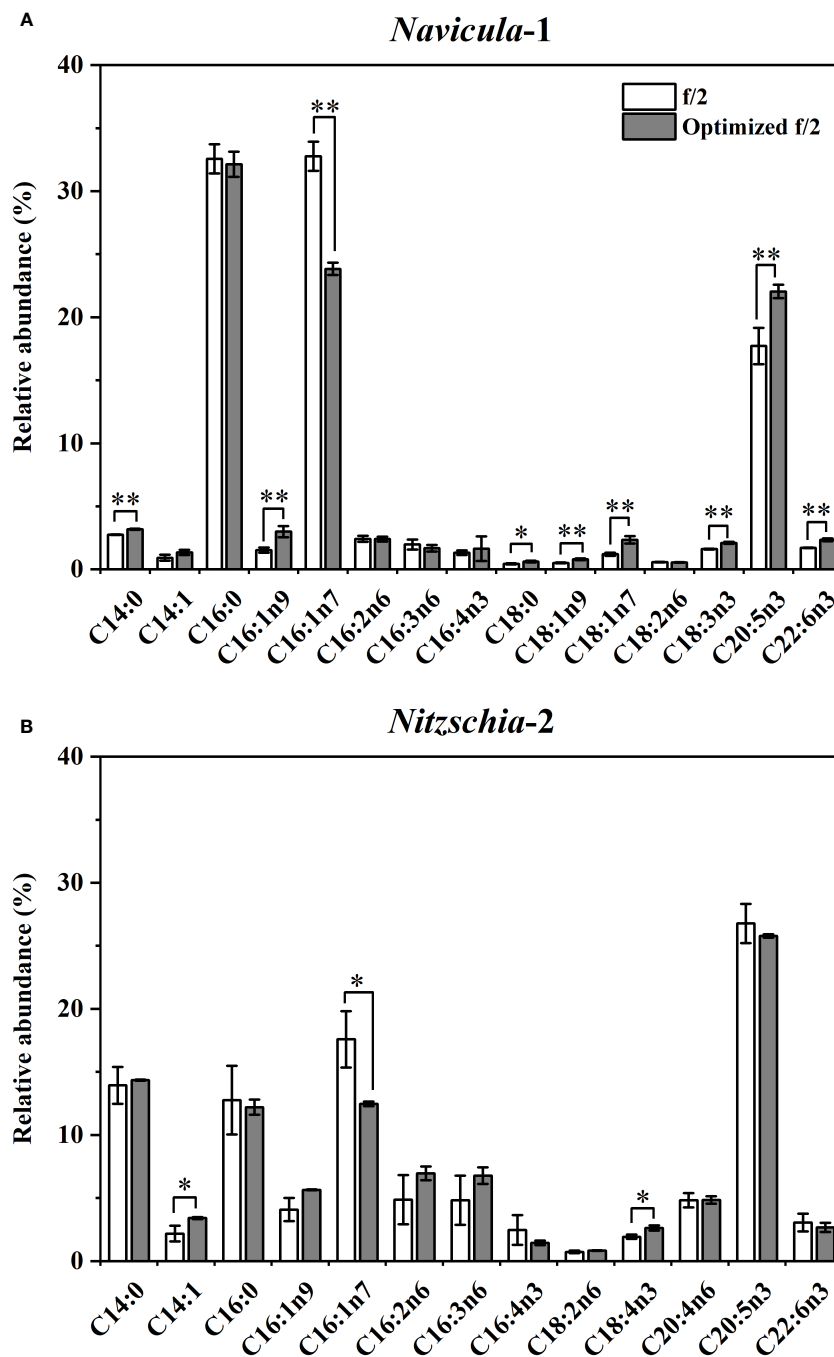 A
Navicula-1
40
30
20
10
0
Relative abundance (%)
f/2
Optimized f/2
**
**
**
*
**
**
**
**
**
C14:0
C14:1
C16:0
C16:1n9
C16:1n7
C16:2n6
C16:3n6
C16:4n3
C18:0
C18:1n9
C18:1n7
C18:2n6
C18:3n3
C20:5n3
C22:6n3
B
Nitzschia-2
40
30
20
10
0
Relative abundance (%)
*
*
*
C14:0
C14:1
C16:0
C16:1n9
C16:1n7
C16:2n6
C16:3n6
C16:4n3
C18:2n6
C18:4n3
C20:4n6
C20:5n3
C22:6n3